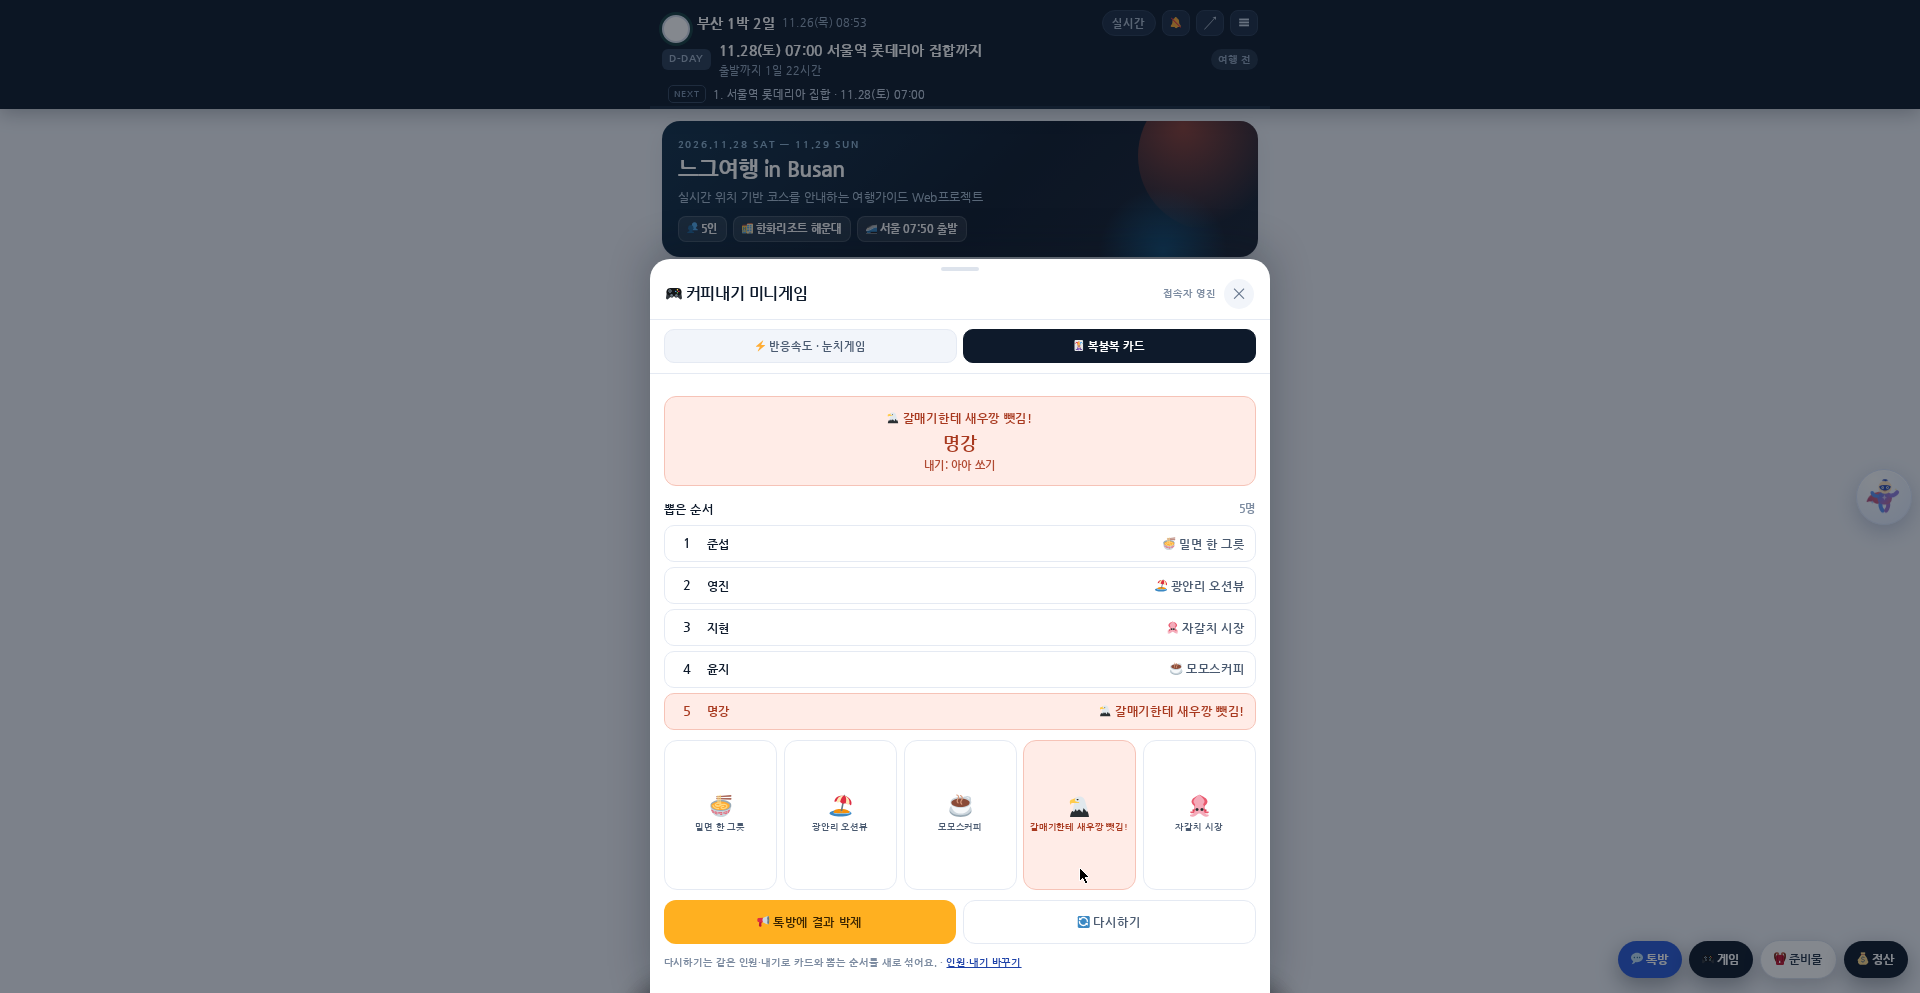 부산 1박 2일 11.26(목) 08:53
실시간
D-DAY
11.28(토) 07:00 서울역 롯데리아 집합까지
출발까지 1일 22시간
여행 전
NEXT 1. 서울역 롯데리아 집합 · 11.28(토) 07:00
2026.11.28 SAT — 11.29 SUN
느그여행 in Busan
실시간 위치 기반 코스를 안내하는 여행가이드 Web프로젝트
5인 한화리조트 해운대 서울 07:50 출발
커피내기 미니게임
접속자 영진
반응속도 · 눈치게임
복불복 카드
갈매기한테 새우깡 뺏김!
명강
내기: 아아 쏘기
뽑은 순서 5명
1 준섭 밀면 한 그릇
2 영진 광안리 오션뷰
3 지현 자갈치 시장
4 윤지 모모스커피
5 명강 갈매기한테 새우깡 뺏김!
밀면 한 그릇
광안리 오션뷰
모모스커피
갈매기한테 새우깡 뺏김!
자갈치 시장
톡방에 결과 박제
다시하기
다시하기는 같은 인원·내기로 카드와 뽑는 순서를 새로 섞어요. · 인원·내기 바꾸기
톡방
게임
준비물
정산